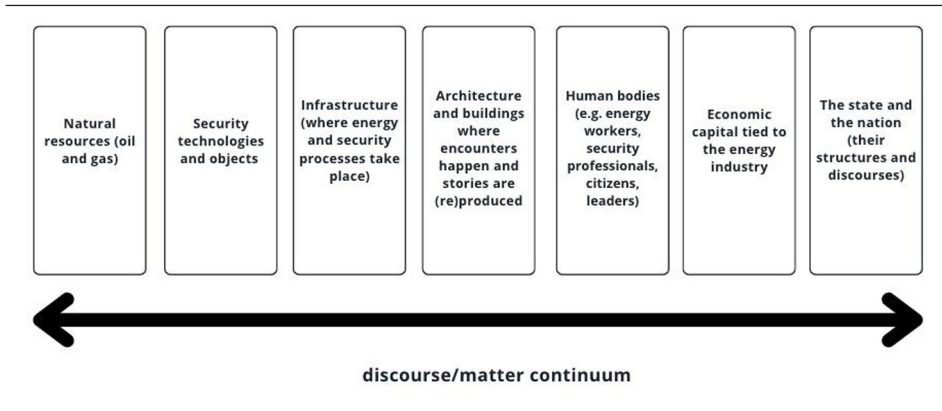 Natural
resources (oil
and gas)
Security
technologies
and objects
Infrastructure
(where energy
and security
processes take
place)
Architecture
and buildings
where
encounters
happen and
stories are
(re)produced
Human bodies
(e.g. energy
workers,
security
professionals,
citizens,
leaders)
Economic
capital tied to
the energy
industry
The state and
the nation
(their
structures and
discourses)
discourse/matter continuum